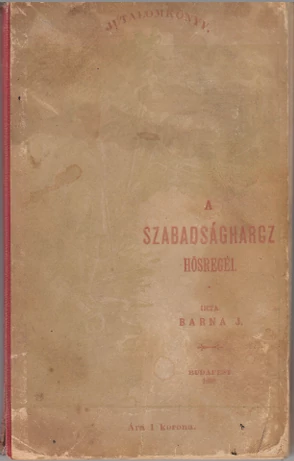 JUTALOMKÖNYV.
A
SZABADSÁGHARCZ
HŐSREGÉI.
IRTA
BARNA J.
BUDAPEST
Ára 1 korona.